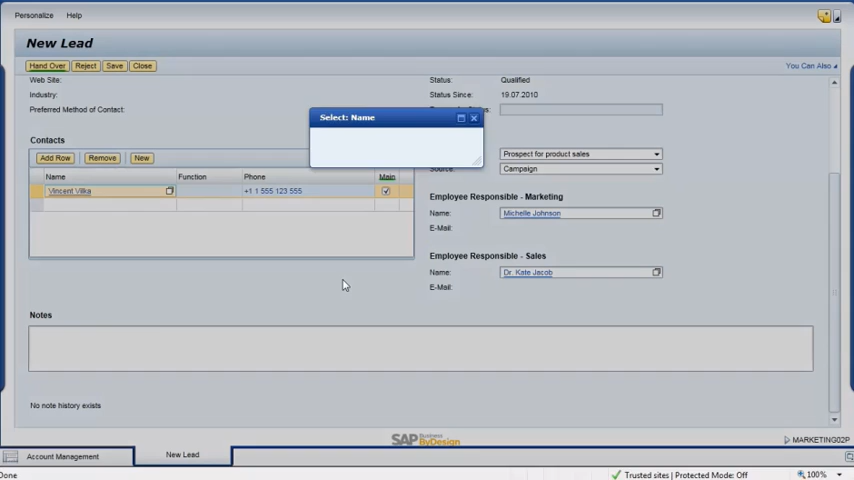 Personalize Help
New Lead
Hand Over Reject Save Close
You Can Also
Web Site:
Status: Qualified
Industry:
Status Since: 19.07.2010
Preferred Method of Contact:
Contacts
Select: Name
Add Row Remove New
Prospect for product sales
Source: Campaign
Name Function Phone Main
Vincent Vilka +1 1 555 123 555
Employee Responsible - Marketing
Name: Michelle Johnson
E-Mail:
Employee Responsible - Sales
Name: Dr. Kate Jacob
E-Mail:
Notes
No note history exists
SAP Business ByDesign
MARKETING02P
Account Management New Lead
Done
Trusted sites | Protected Mode: Off
100%